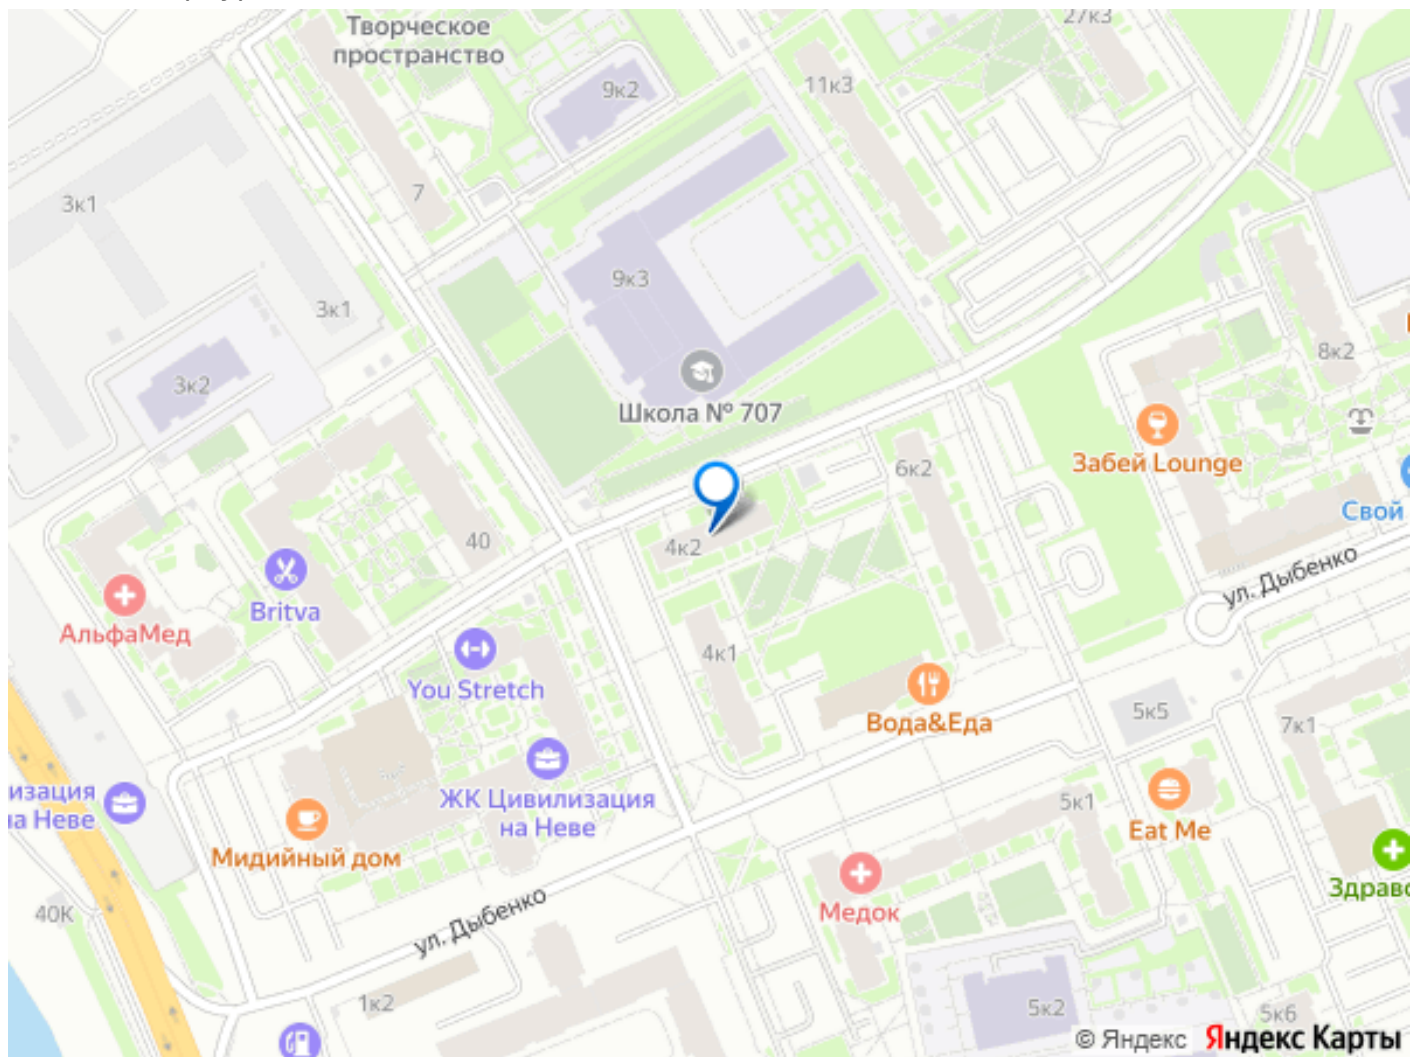 Творческое
пространство
27к3
9к2
11к3
7
3к1
9к3
3к1
8к2
3к2
Школа № 707
Забей Lounge
6к2
Свой
4к2
40
ул. Дыбенко
Britva
АльфаМед
4к1
You Stretch
Вода&Еда
5к5
7к1
изация
на Неве
ЖК Цивилизация
на Неве
5к1
Eat Me
Мидийный дом
Здравс
Медок
40К
ул. Дыбенко
1к2
5к2
5к6
© Яндекс Яндекс Карты